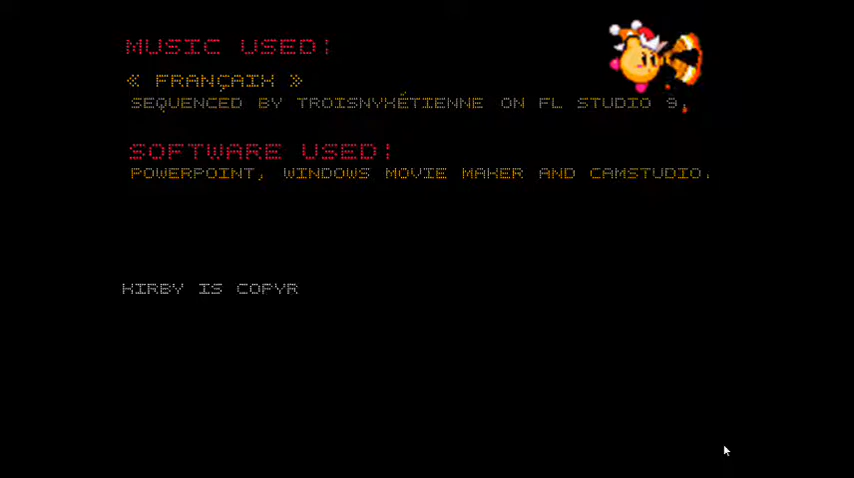 MUSIC USED:
« FRANÇAIX »
SEQUENCED BY TROISNYXÉTIENNE ON FL STUDIO 9.
SOFTWARE USED:
POWERPOINT, WINDOWS MOVIE MAKER AND CAMSTUDIO.
KIRBY IS COPYR